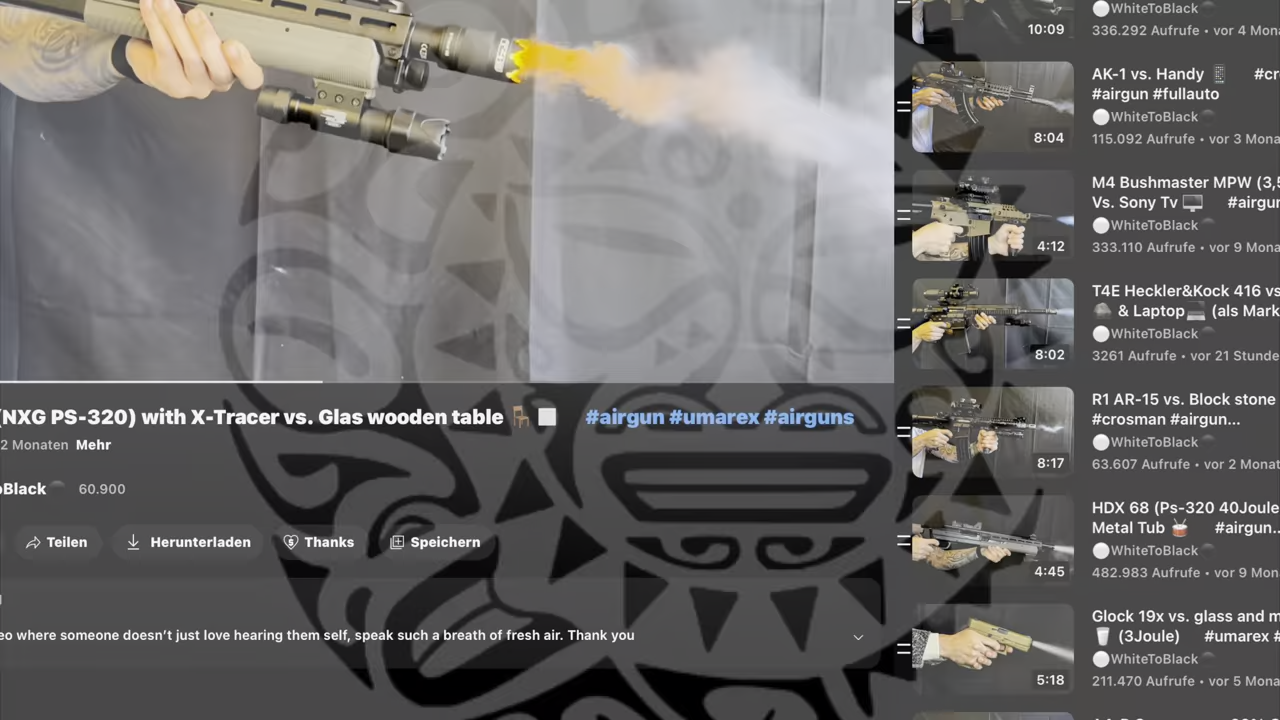 (NXG PS-320) with X-Tracer vs. Glas wooden table 🪑 ⬜ #airgun #umarex #airguns
2 Monaten Mehr
oBlack 60.900
Teilen
Herunterladen
Thanks
Speichern
eo where someone doesn’t just love hearing them self, speak such a breath of fresh air. Thank you
WhiteToBlack
10:09
336.292 Aufrufe • vor 4 Mona
AK-1 vs. Handy #cr
#airgun #fullauto
WhiteToBlack
8:04
115.092 Aufrufe • vor 3 Mona
M4 Bushmaster MPW (3,5
Vs. Sony Tv 🖥 #airgu
WhiteToBlack
4:12
333.110 Aufrufe • vor 9 Mona
T4E Heckler&Kock 416 vs
& Laptop💻 (als Mark
WhiteToBlack
8:02
3261 Aufrufe • vor 21 Stunde
R1 AR-15 vs. Block stone
#crosman #airgun...
WhiteToBlack
8:17
63.607 Aufrufe • vor 2 Monat
HDX 68 (Ps-320 40Joule
Metal Tub 🥁 #airgun..
WhiteToBlack
4:45
482.983 Aufrufe • vor 9 Mon
Glock 19x vs. glass and m
🥛 (3Joule) #umarex #
WhiteToBlack
5:18
211.470 Aufrufe • vor 5 Mona